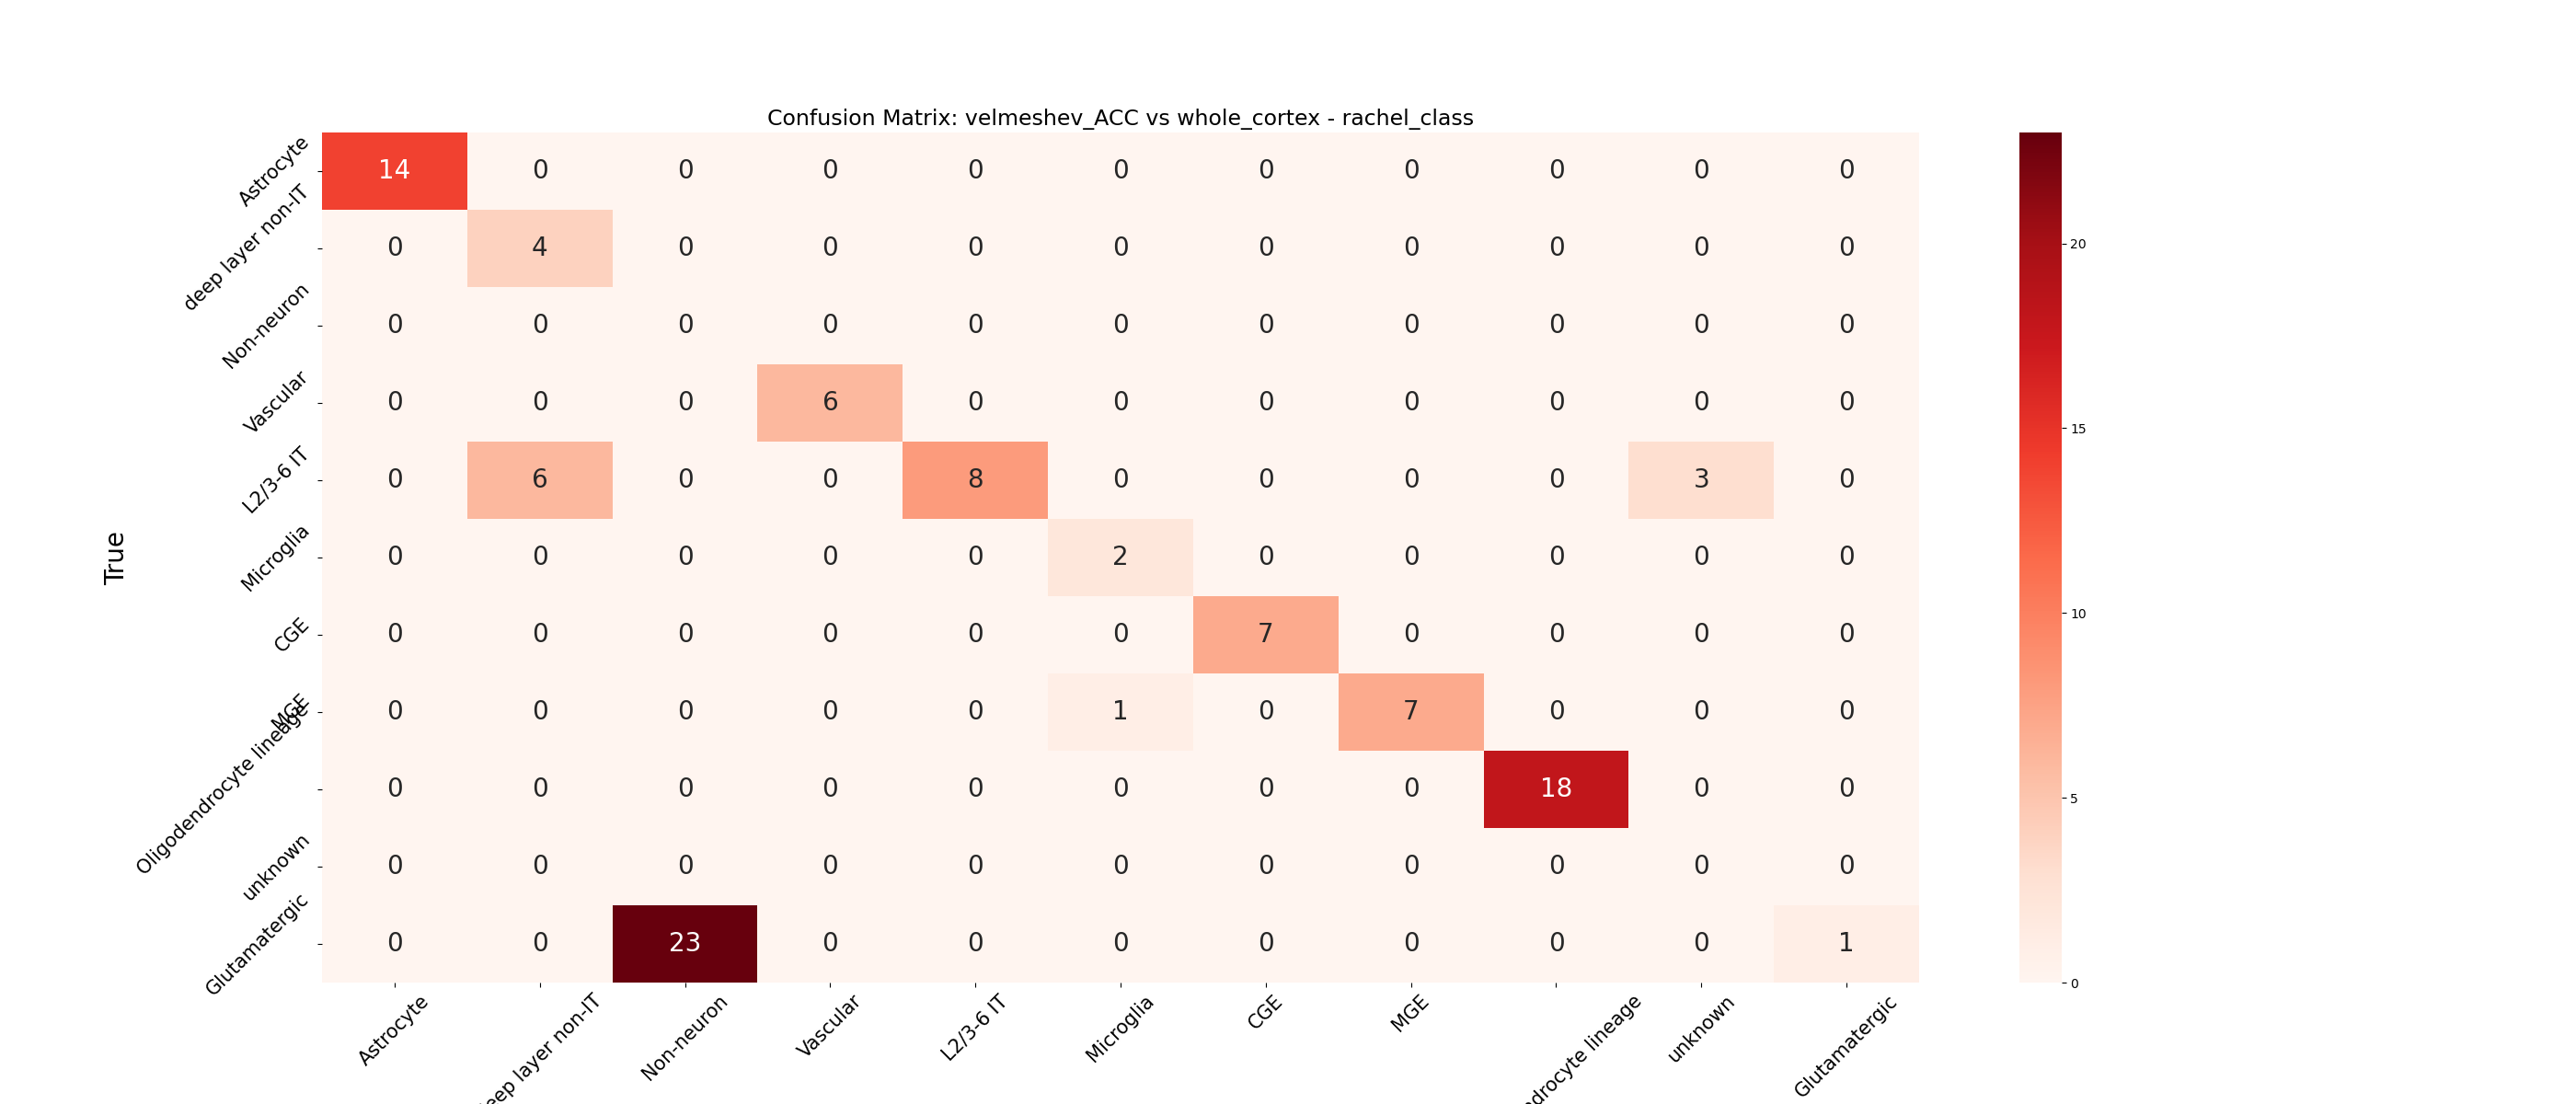 Confusion Matrix: velmeshev_ACC vs whole_cortex - rachel_class
True
Astrocyte 14 0 0 0 0 0 0 0 0 0 0
deep layer non-IT 0 4 0 0 0 0 0 0 0 0 0
Non-neuron 0 0 0 0 0 0 0 0 0 0 0
Vascular 0 0 0 6 0 0 0 0 0 0 0
L2/3-6 IT 0 6 0 0 8 0 0 0 0 3 0
Microglia 0 0 0 0 0 2 0 0 0 0 0
CGE 0 0 0 0 0 0 7 0 0 0 0
MGE 0 0 0 0 0 1 0 7 0 0 0
Oligodendrocyte lineage 0 0 0 0 0 0 0 0 18 0 0
unknown 0 0 0 0 0 0 0 0 0 0 0
Glutamatergic 0 0 23 0 0 0 0 0 0 0 1
Astrocyte
eep layer non-IT
Non-neuron
Vascular
L2/3-6 IT
Microglia
CGE
MGE
ndrocyte lineage
unknown
Glutamatergic
20
15
10
5
0